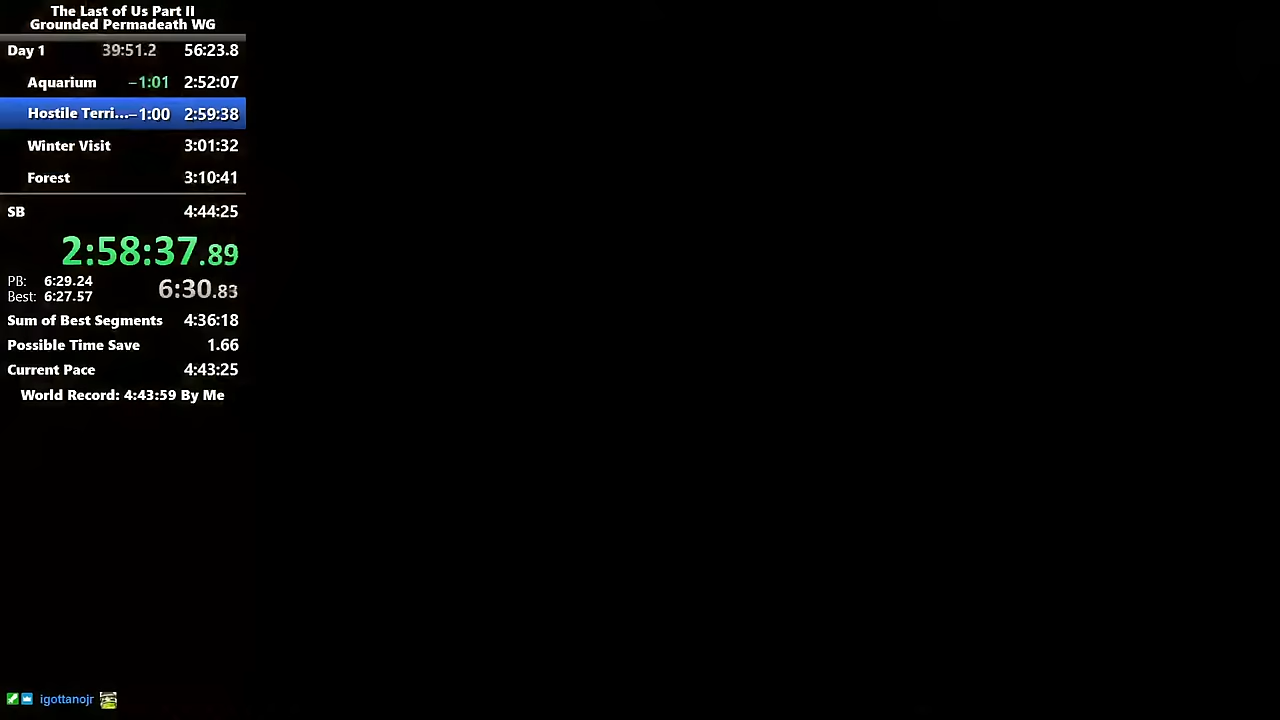 The Last of Us Part II
Grounded Permadeath WG
Day 1 39:51.2 56:23.8
Aquarium −1:01 2:52:07
Hostile Terri...−1:00 2:59:38
Winter Visit 3:01:32
Forest 3:10:41
SB 4:44:25
2:58:37.89
PB: 6:29.24
Best: 6:27.57
6:30.83
Sum of Best Segments 4:36:18
Possible Time Save 1.66
Current Pace 4:43:25
World Record: 4:43:59 By Me
igottanojr